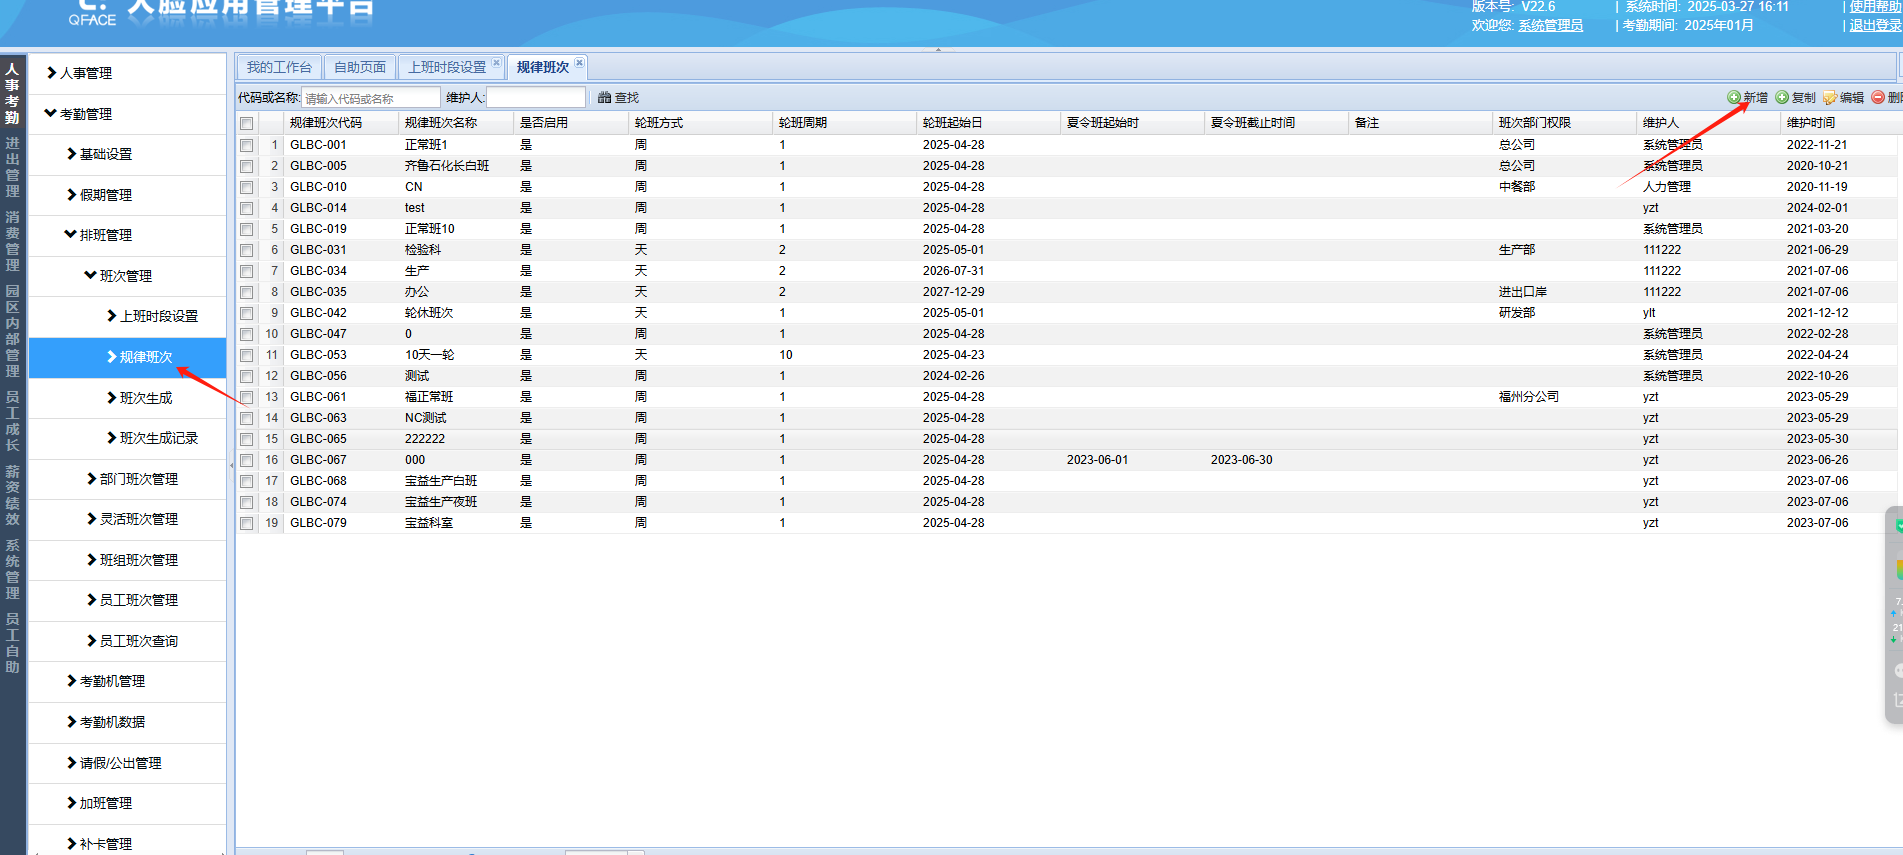 QFACE 人脸应用管理平台
版本号: V22.6 | 系统时间: 2025-03-27 16:11 | 使用帮助
欢迎您: 系统管理员 | 考勤期间: 2025年01月 | 退出登录
人事考勤
进出管理
消费管理
园区内部管理
员工成长
薪资绩效
系统管理
员工自助
人事管理
考勤管理
基础设置
假期管理
排班管理
班次管理
上班时段设置
规律班次
班次生成
班次生成记录
部门班次管理
灵活班次管理
班组班次管理
员工班次管理
员工班次查询
考勤机管理
考勤机数据
请假/公出管理
加班管理
补卡管理
我的工作台 自助页面 上班时段设置 规律班次
代码或名称: 请输入代码或名称 维护人: 查找 新增 复制 编辑 删
规律班次代码 规律班次名称 是否启用 轮班方式 轮班周期 轮班起始日 夏令班起始时 夏令班截止时间 备注 班次部门权限 维护人 维护时间
1 GLBC-001 正常班1 是 周 1 2025-04-28 总公司 系统管理员 2022-11-21
2 GLBC-005 齐鲁石化长白班 是 周 1 2025-04-28 总公司 系统管理员 2020-10-21
3 GLBC-010 CN 是 周 1 2025-04-28 中餐部 人力管理 2020-11-19
4 GLBC-014 test 是 周 1 2025-04-28 yzt 2024-02-01
5 GLBC-019 正常班10 是 周 1 2025-04-28 系统管理员 2021-03-20
6 GLBC-031 检验科 是 天 2 2025-05-01 生产部 111222 2021-06-29
7 GLBC-034 生产 是 天 2 2026-07-31 111222 2021-07-06
8 GLBC-035 办公 是 天 2 2027-12-29 进出口岸 111222 2021-07-06
9 GLBC-042 轮休班次 是 天 1 2025-05-01 研发部 ylt 2021-12-12
10 GLBC-047 0 是 周 1 2025-04-28 系统管理员 2022-02-28
11 GLBC-053 10天一轮 是 天 10 2025-04-23 系统管理员 2022-04-24
12 GLBC-056 测试 是 周 1 2024-02-26 系统管理员 2022-10-26
13 GLBC-061 福正常班 是 周 1 2025-04-28 福州分公司 yzt 2023-05-29
14 GLBC-063 NC测试 是 周 1 2025-04-28 yzt 2023-05-29
15 GLBC-065 222222 是 周 1 2025-04-28 yzt 2023-05-30
16 GLBC-067 000 是 周 1 2025-04-28 2023-06-01 2023-06-30 yzt 2023-06-26
17 GLBC-068 宝益生产白班 是 周 1 2025-04-28 yzt 2023-07-06
18 GLBC-074 宝益生产夜班 是 周 1 2025-04-28 yzt 2023-07-06
19 GLBC-079 宝益科室 是 周 1 2025-04-28 yzt 2023-07-06